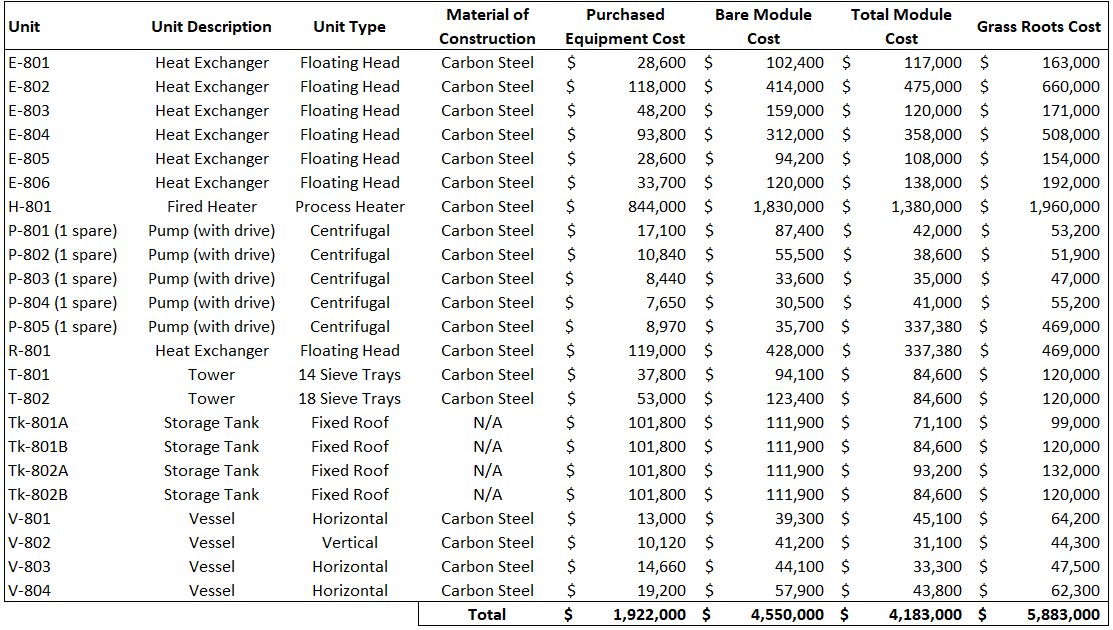 Unit Unit Description Unit Type Material of Construction Purchased Equipment Cost Bare Module Cost Total Module Cost Grass Roots Cost
E-801 Heat Exchanger Floating Head Carbon Steel $ 28,600 $ 102,400 $ 117,000 $ 163,000
E-802 Heat Exchanger Floating Head Carbon Steel $ 118,000 $ 414,000 $ 475,000 $ 660,000
E-803 Heat Exchanger Floating Head Carbon Steel $ 48,200 $ 159,000 $ 120,000 $ 171,000
E-804 Heat Exchanger Floating Head Carbon Steel $ 93,800 $ 312,000 $ 358,000 $ 508,000
E-805 Heat Exchanger Floating Head Carbon Steel $ 28,600 $ 94,200 $ 108,000 $ 154,000
E-806 Heat Exchanger Floating Head Carbon Steel $ 33,700 $ 120,000 $ 138,000 $ 192,000
H-801 Fired Heater Process Heater Carbon Steel $ 844,000 $ 1,830,000 $ 1,380,000 $ 1,960,000
P-801 (1 spare) Pump (with drive) Centrifugal Carbon Steel $ 17,100 $ 87,400 $ 42,000 $ 53,200
P-802 (1 spare) Pump (with drive) Centrifugal Carbon Steel $ 10,840 $ 55,500 $ 38,600 $ 51,900
P-803 (1 spare) Pump (with drive) Centrifugal Carbon Steel $ 8,440 $ 33,600 $ 35,000 $ 47,000
P-804 (1 spare) Pump (with drive) Centrifugal Carbon Steel $ 7,650 $ 30,500 $ 41,000 $ 55,200
P-805 (1 spare) Pump (with drive) Centrifugal Carbon Steel $ 8,970 $ 35,700 $ 337,380 $ 469,000
R-801 Heat Exchanger Floating Head Carbon Steel $ 119,000 $ 428,000 $ 337,380 $ 469,000
T-801 Tower 14 Sieve Trays Carbon Steel $ 37,800 $ 94,100 $ 84,600 $ 120,000
T-802 Tower 18 Sieve Trays Carbon Steel $ 53,000 $ 123,400 $ 84,600 $ 120,000
Tk-801A Storage Tank Fixed Roof N/A $ 101,800 $ 111,900 $ 71,100 $ 99,000
Tk-801B Storage Tank Fixed Roof N/A $ 101,800 $ 111,900 $ 84,600 $ 120,000
Tk-802A Storage Tank Fixed Roof N/A $ 101,800 $ 111,900 $ 93,200 $ 132,000
Tk-802B Storage Tank Fixed Roof N/A $ 101,800 $ 111,900 $ 84,600 $ 120,000
V-801 Vessel Horizontal Carbon Steel $ 13,000 $ 39,300 $ 45,100 $ 64,200
V-802 Vessel Vertical Carbon Steel $ 10,120 $ 41,200 $ 31,100 $ 44,300
V-803 Vessel Horizontal Carbon Steel $ 14,660 $ 44,100 $ 33,300 $ 47,500
V-804 Vessel Horizontal Carbon Steel $ 19,200 $ 57,900 $ 43,800 $ 62,300
Total $ 1,922,000 $ 4,550,000 $ 4,183,000 $ 5,883,000